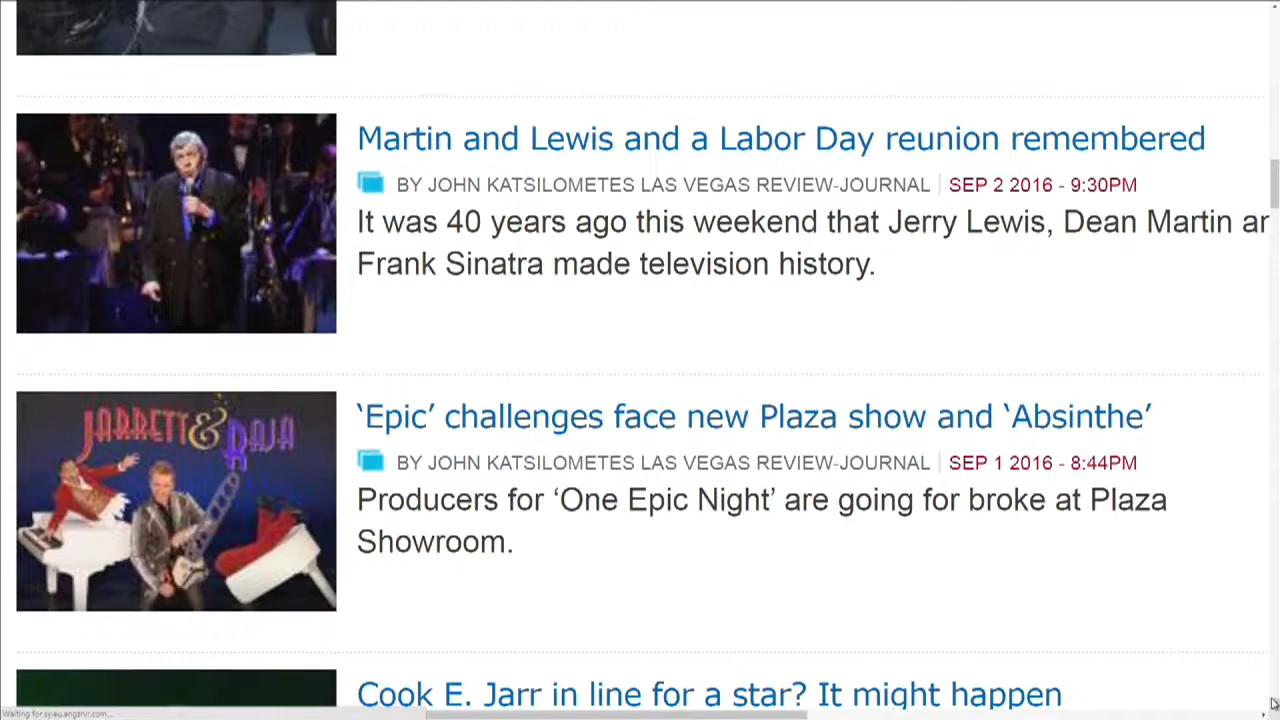 Martin and Lewis and a Labor Day reunion remembered
BY JOHN KATSILOMETES LAS VEGAS REVIEW-JOURNAL SEP 2 2016 - 9:30PM
It was 40 years ago this weekend that Jerry Lewis, Dean Martin ar
Frank Sinatra made television history.
JARRETT & RAJA
‘Epic’ challenges face new Plaza show and ‘Absinthe’
BY JOHN KATSILOMETES LAS VEGAS REVIEW-JOURNAL SEP 1 2016 - 8:44PM
Producers for ‘One Epic Night’ are going for broke at Plaza
Showroom.
Cook E. Jarr in line for a star? It might happen